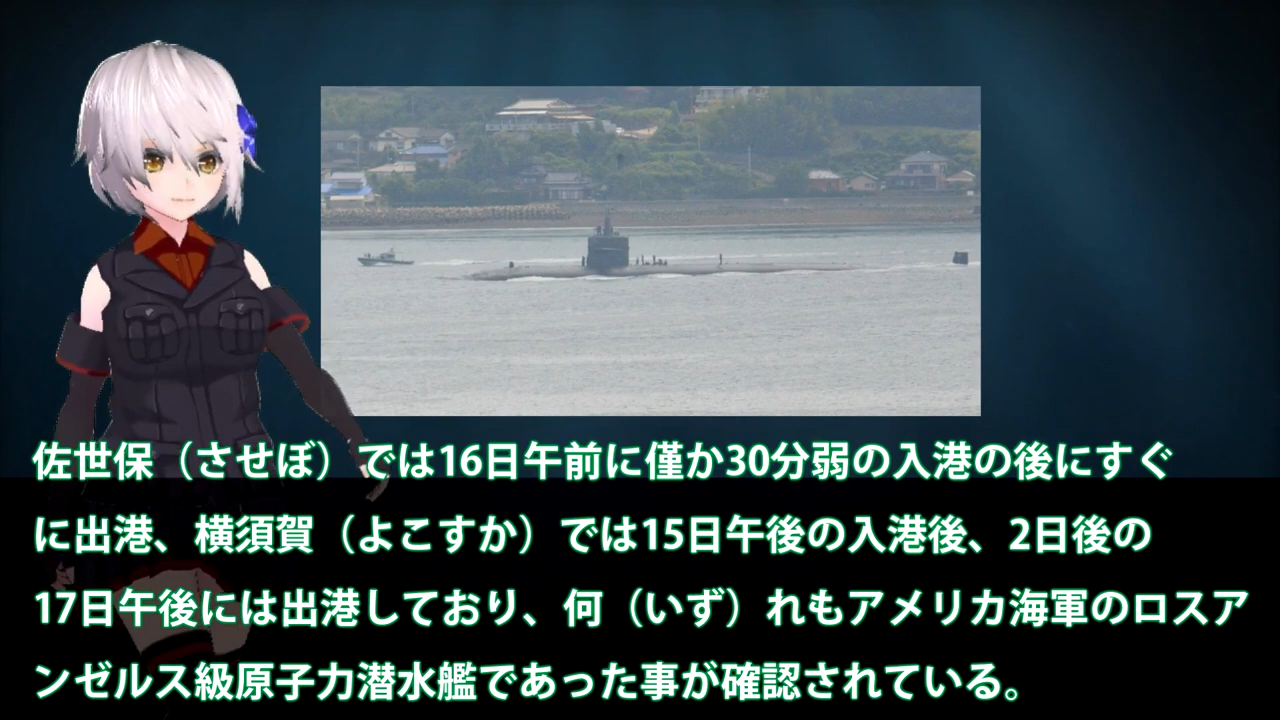 佐世保（させぼ）では16日午前に僅か30分弱の入港の後にすぐ
に出港、横須賀（よこすか）では15日午後の入港後、2日後の
17日午後には出港しており、何（いず）れもアメリカ海軍のロスア
ンゼルス級原子力潜水艦であった事が確認されている。